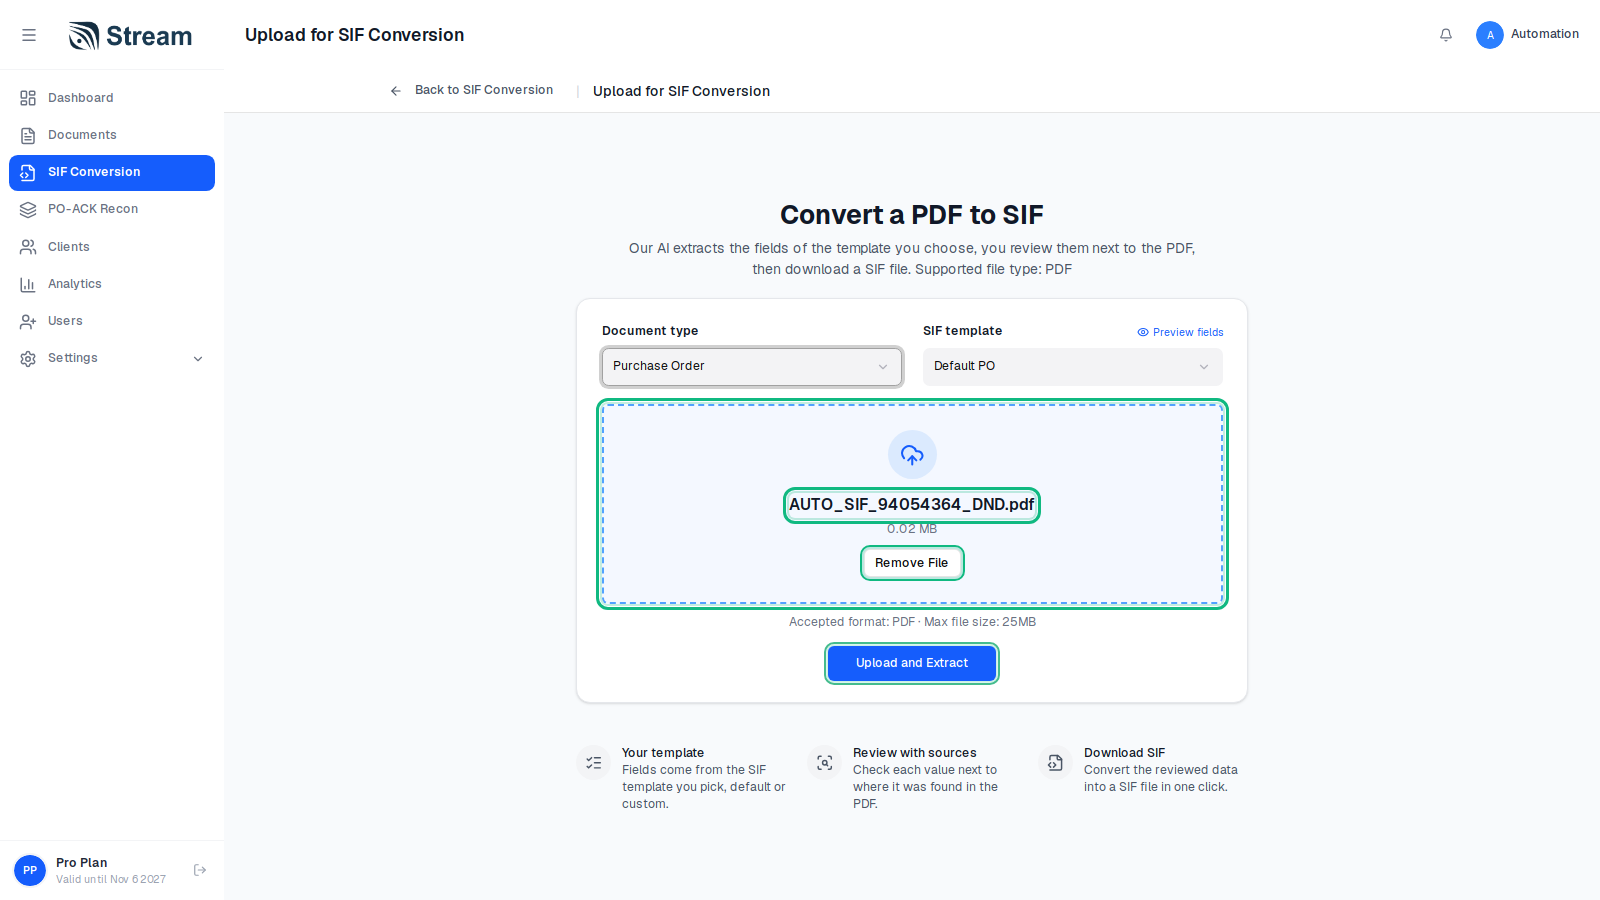 Stream
Upload for SIF Conversion
A
Automation
Back to SIF Conversion
Upload for SIF Conversion
Dashboard
Documents
SIF Conversion
PO-ACK Recon
Clients
Analytics
Users
Settings
Convert a PDF to SIF
Our AI extracts the fields of the template you choose, you review them next to the PDF,
then download a SIF file. Supported file type: PDF
Document type
SIF template
Preview fields
Purchase Order
Default PO
AUTO_SIF_94054364_DND.pdf
0.02 MB
Remove File
Accepted format: PDF · Max file size: 25MB
Upload and Extract
Your template
Fields come from the SIF
template you pick, default or
custom.
Review with sources
Check each value next to
where it was found in the
PDF.
Download SIF
Convert the reviewed data
into a SIF file in one click.
PP
Pro Plan
Valid until Nov 6 2027